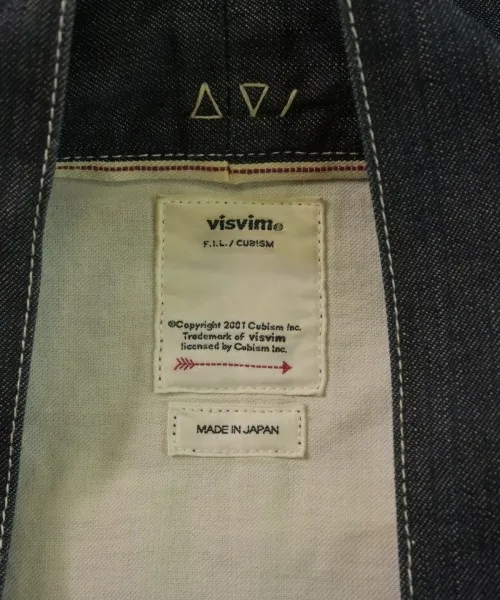 visvim®
F.I.L. / CUBISM
©Copyright 2001 Cubism Inc.
Trademark of visvim
licensed by Cubism Inc.
MADE IN JAPAN